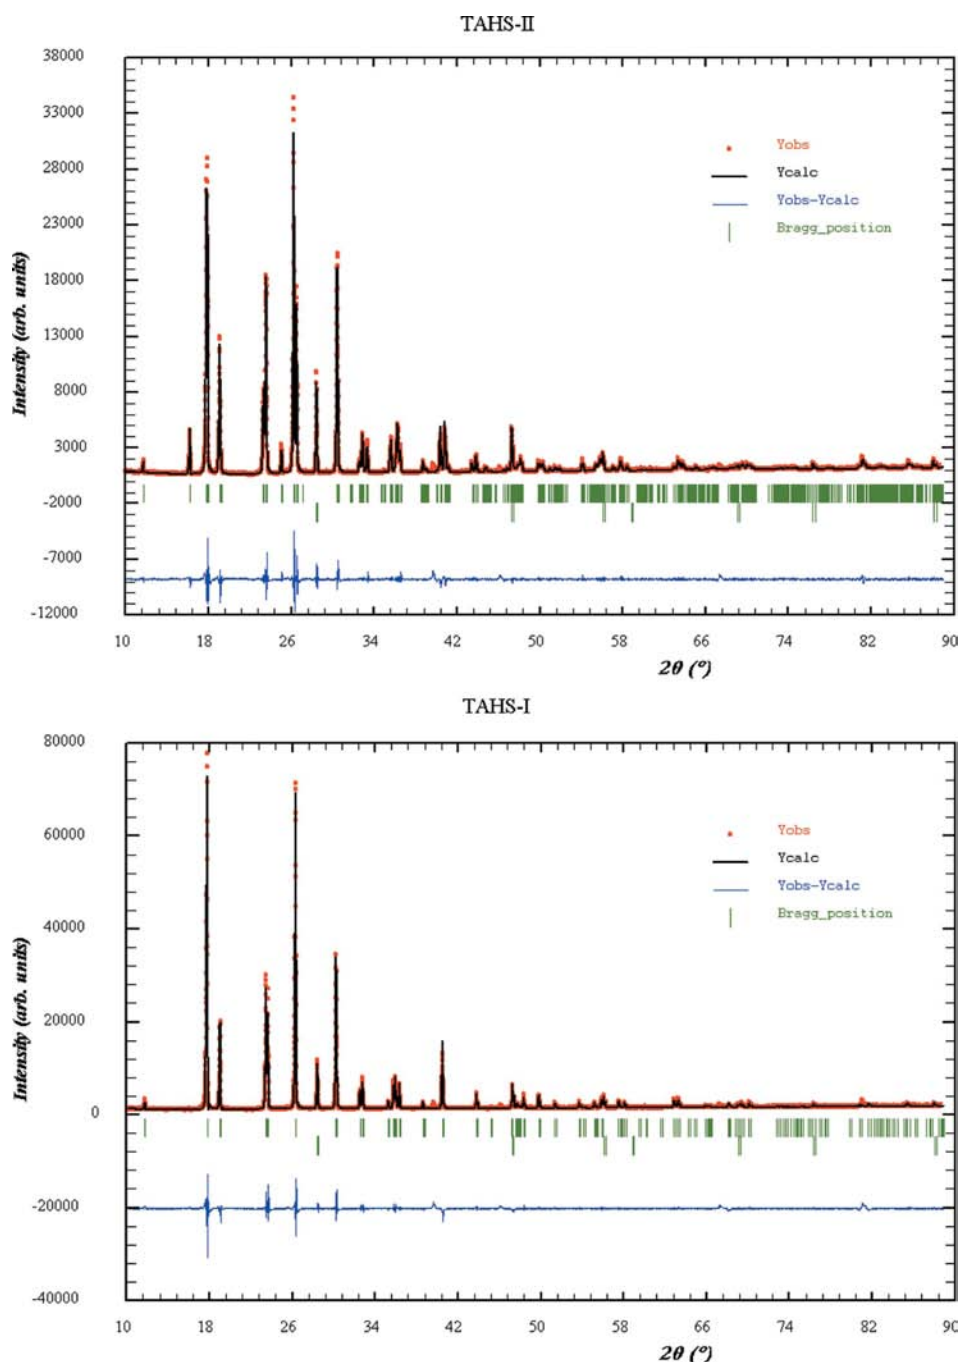 TAHS-II
38000
33000
28000
23000
18000
13000
8000
3000
-2000
-7000
-12000
Intensity (arb. units)
Yobs
Ycalc
Yobs-Ycalc
Bragg_position
10 18 26 34 42 50 58 66 74 82 90
2θ (°)
TAHS-I
80000
60000
40000
20000
0
-20000
-40000
Intensity (arb. units)
Yobs
Ycalc
Yobs-Ycalc
Bragg_position
10 18 26 34 42 50 58 66 74 82 90
2θ (°)